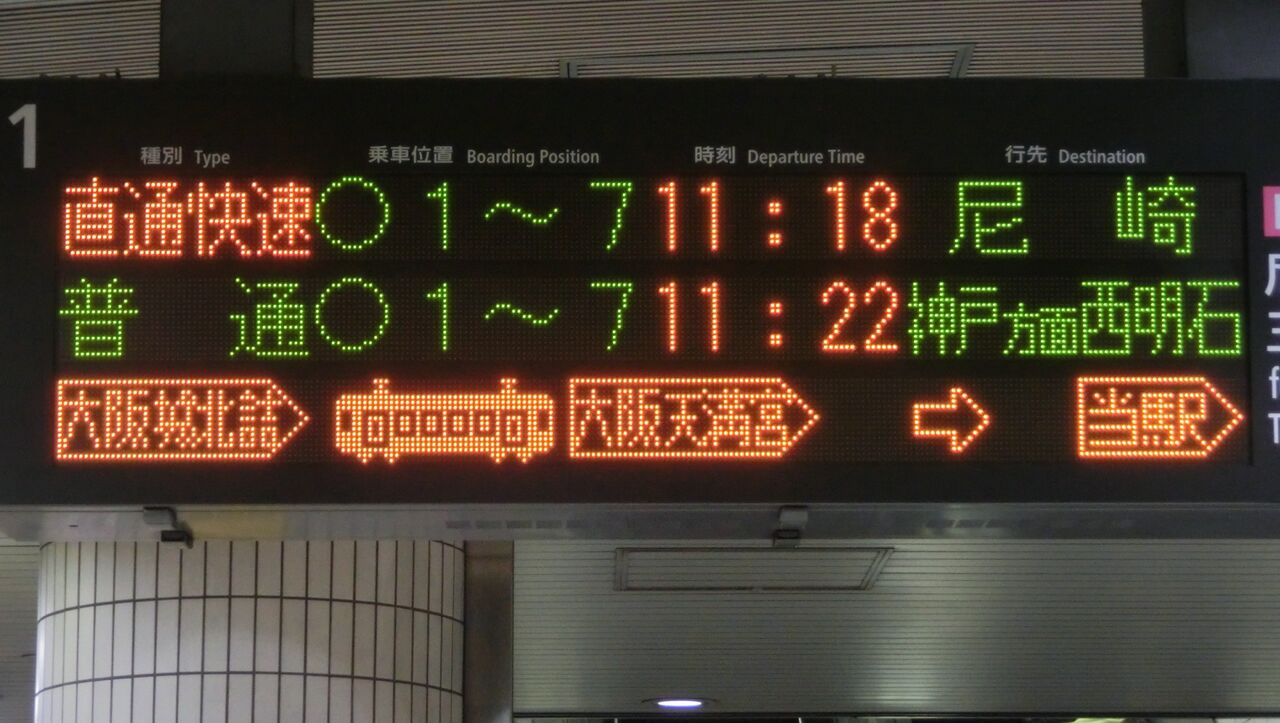 1
種別 Type 乗車位置 Boarding Position 時刻 Departure Time 行先 Destination
直通快速 ○ 1～7 11:18 尼崎
普通 ○ 1～7 11:22 神戸方面西明石
大阪城北詰 大阪天満宮 ⇨ 当駅